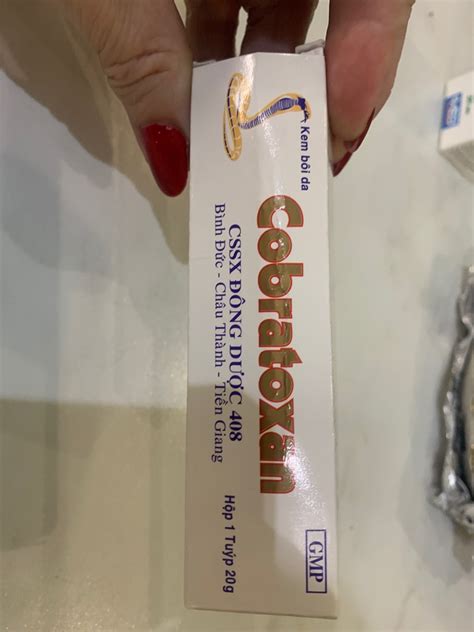 Kem bôi da
Cobratoxan
CSSX ĐÔNG DƯỢC 408
Bình Đức - Châu Thành - Tiền Giang
Hộp 1 Tuýp 20g
GMP